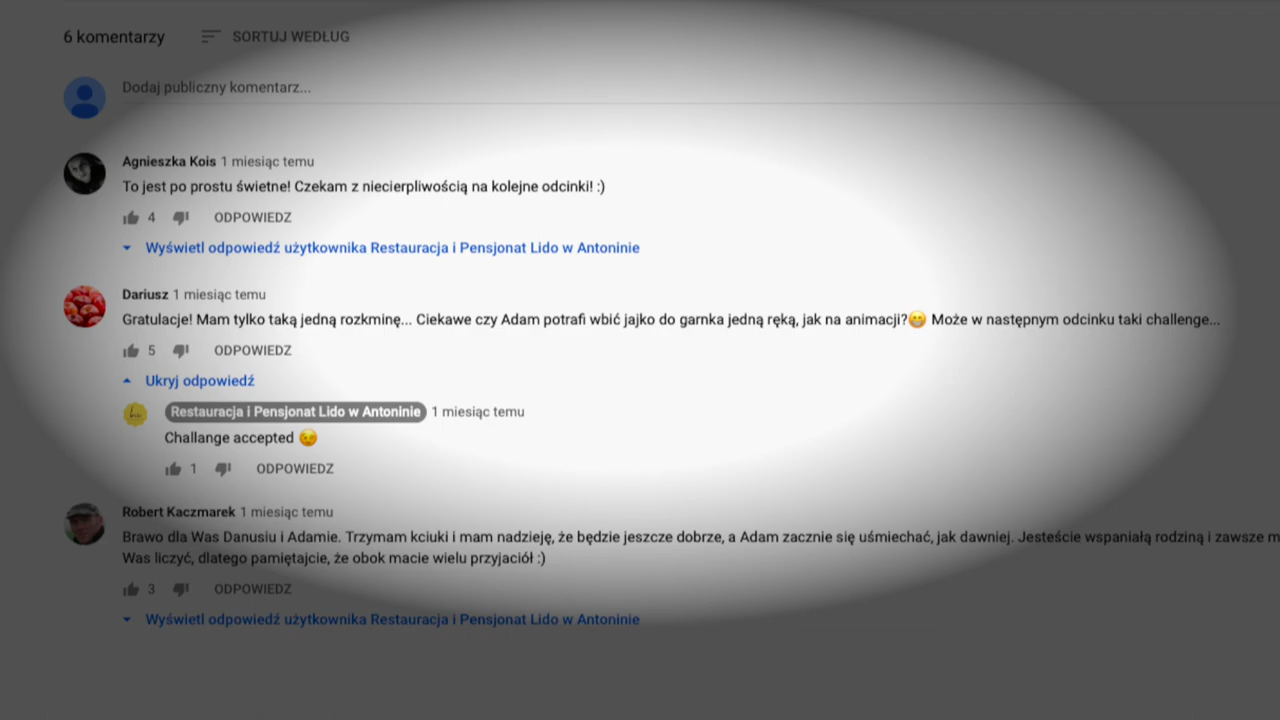 6 komentarzy SORTUJ WEDŁUG
Dodaj publiczny komentarz...
Agnieszka Kois 1 miesiąc temu
To jest po prostu świetne! Czekam z niecierpliwością na kolejne odcinki! :)
4 ODPOWIEDZ
Wyświetl odpowiedź użytkownika Restauracja i Pensjonat Lido w Antoninie
Dariusz 1 miesiąc temu
Gratulacje! Mam tylko taką jedną rozkminę... Ciekawe czy Adam potrafi wbić jajko do garnka jedną ręką, jak na animacji?😁 Może w następnym odcinku taki challenge...
5 ODPOWIEDZ
Ukryj odpowiedź
Restauracja i Pensjonat Lido w Antoninie 1 miesiąc temu
Challange accepted 😉
1 ODPOWIEDZ
Robert Kaczmarek 1 miesiąc temu
Brawo dla Was Danusiu i Adamie. Trzymam kciuki i mam nadzieję, że będzie jeszcze dobrze, a Adam zacznie się uśmiechać, jak dawniej. Jesteście wspaniałą rodziną i zawsze m
Was liczyć, dlatego pamiętajcie, że obok macie wielu przyjaciół :)
3 ODPOWIEDZ
Wyświetl odpowiedź użytkownika Restauracja i Pensjonat Lido w Antoninie